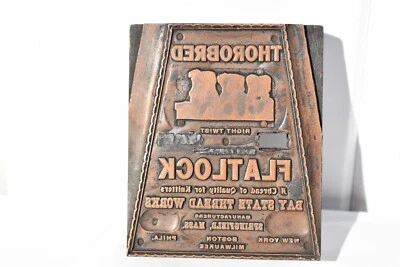 THOROBRED
RIGHT TWIST
FLATLOCK
A Thread of Quality for Knitters
BAY STATE THREAD WORKS
MANUFACTURERS
SPRINGFIELD, MASS.
NEW YORK BOSTON PHILA.
MILWAUKEE